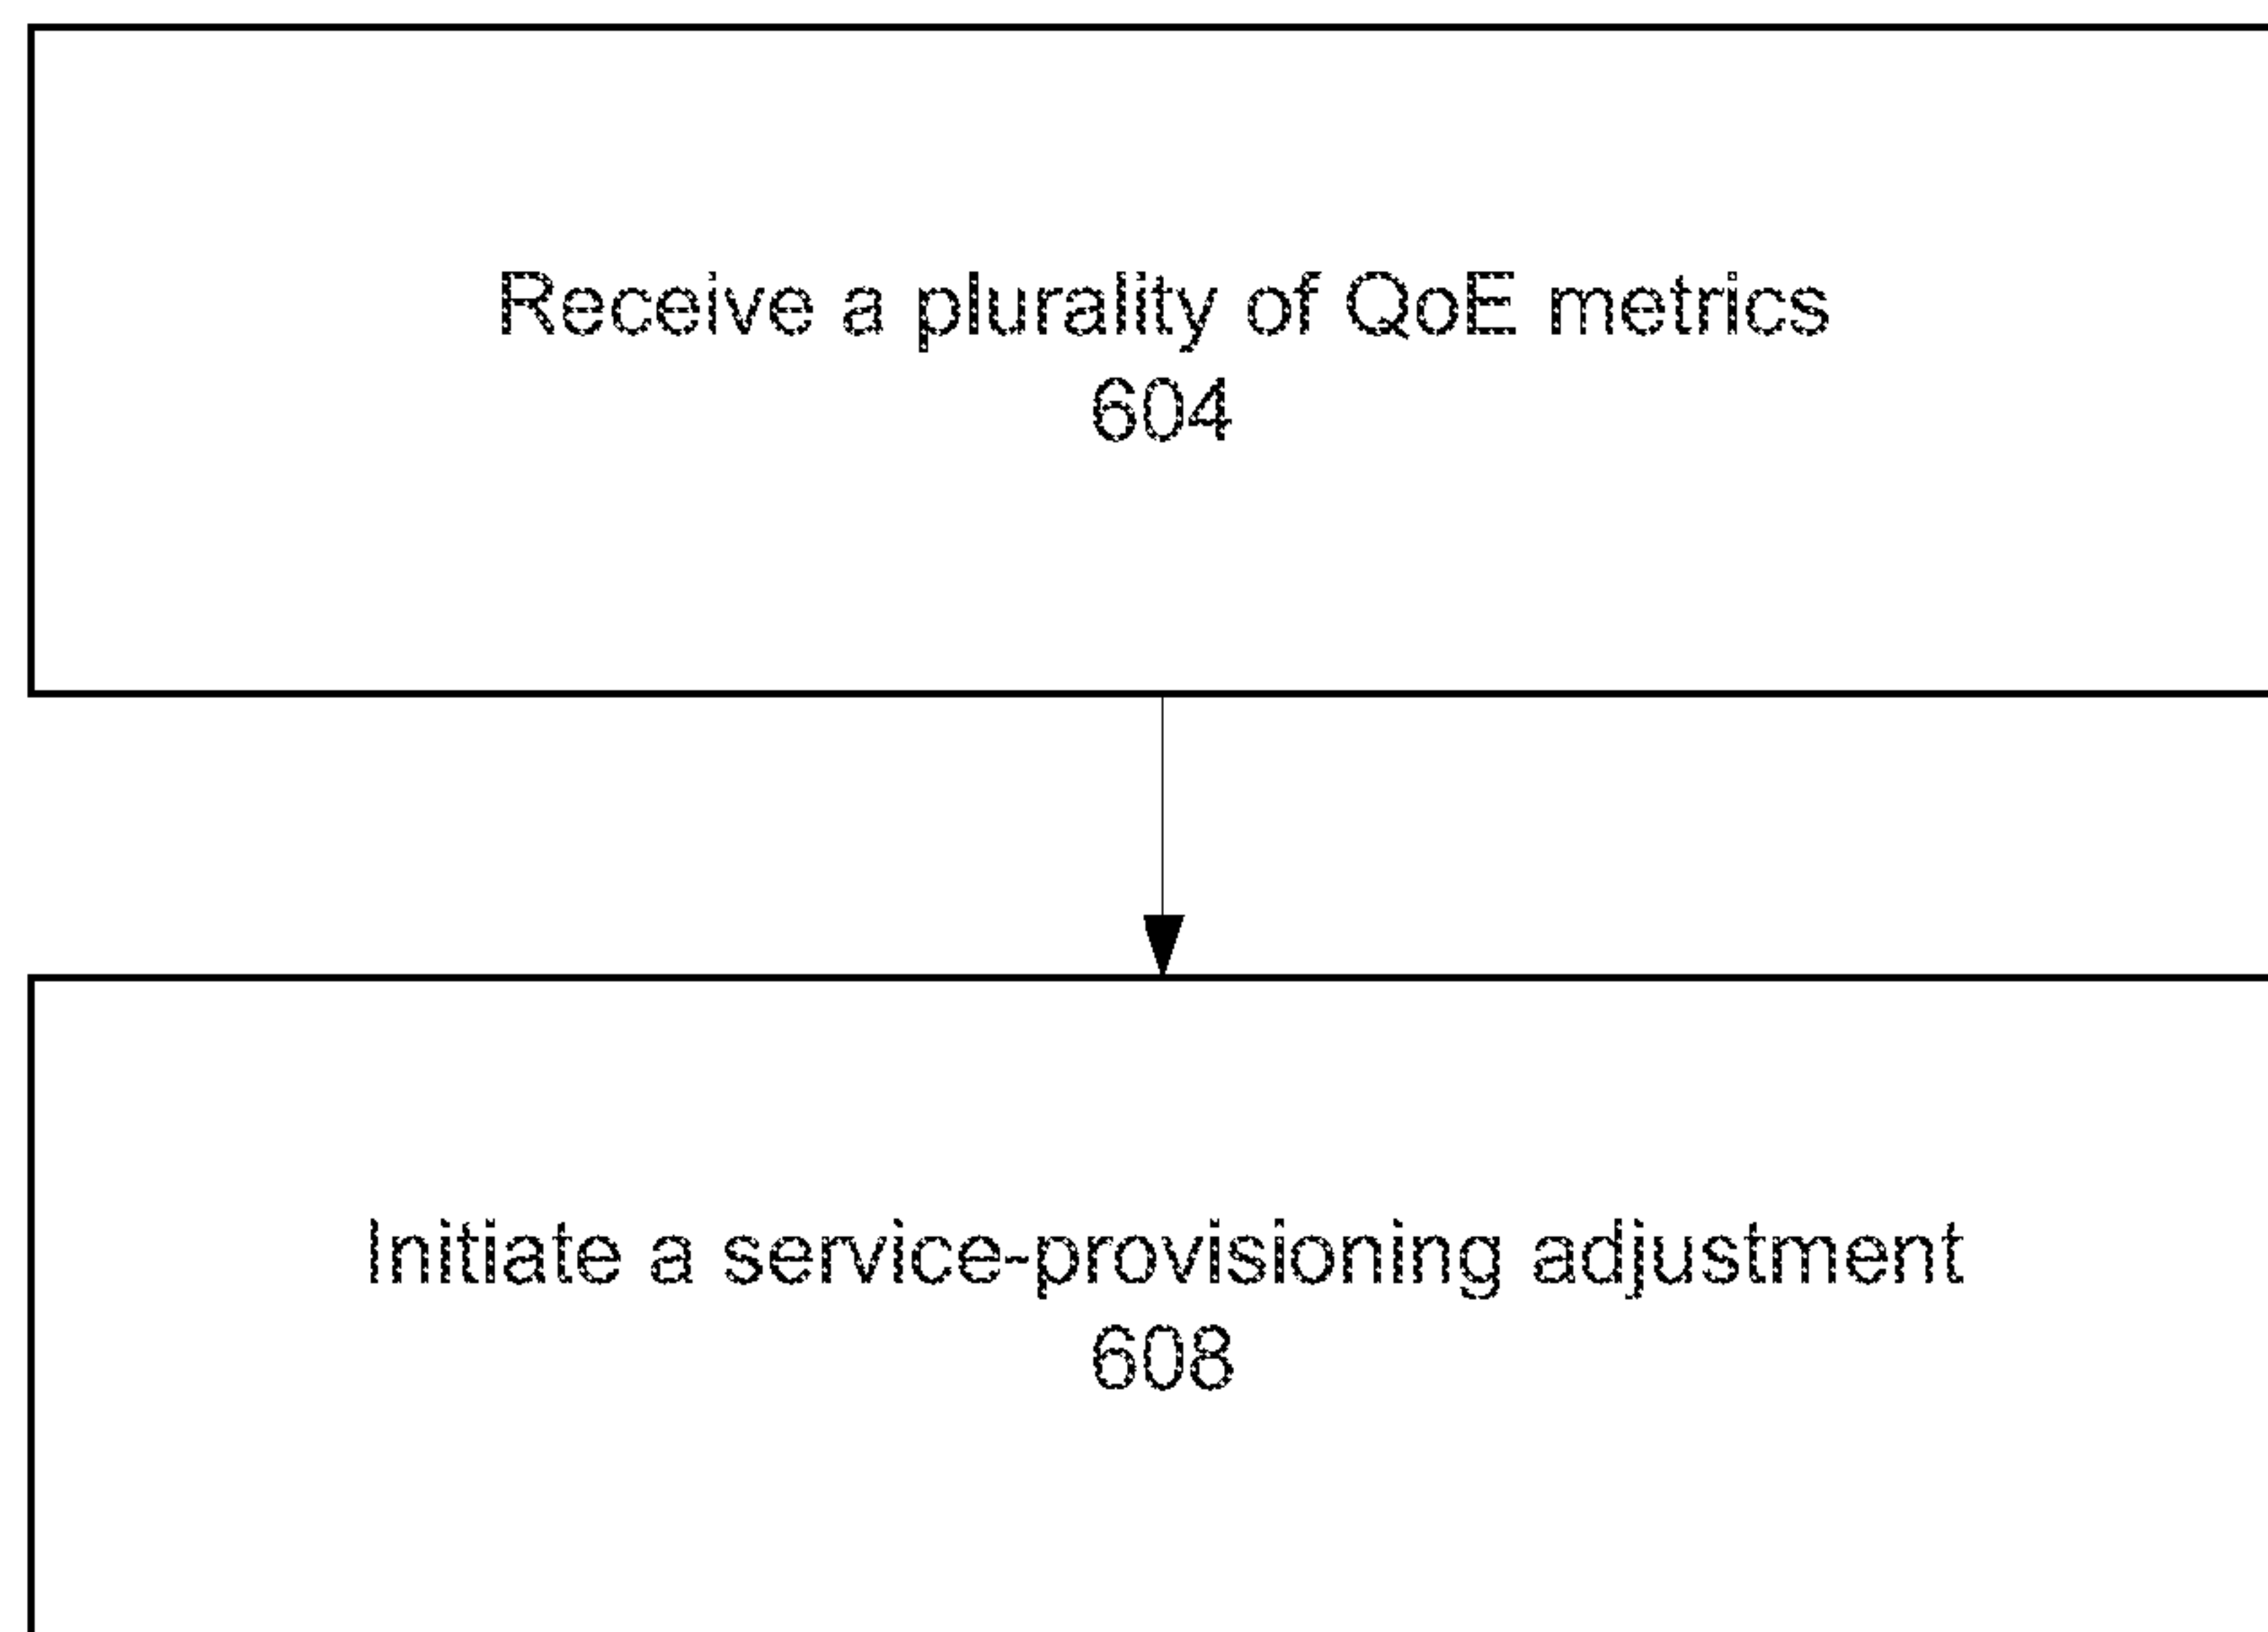 Receive a plurality of QoE metrics
604
Initiate a service-provisioning adjustment
608